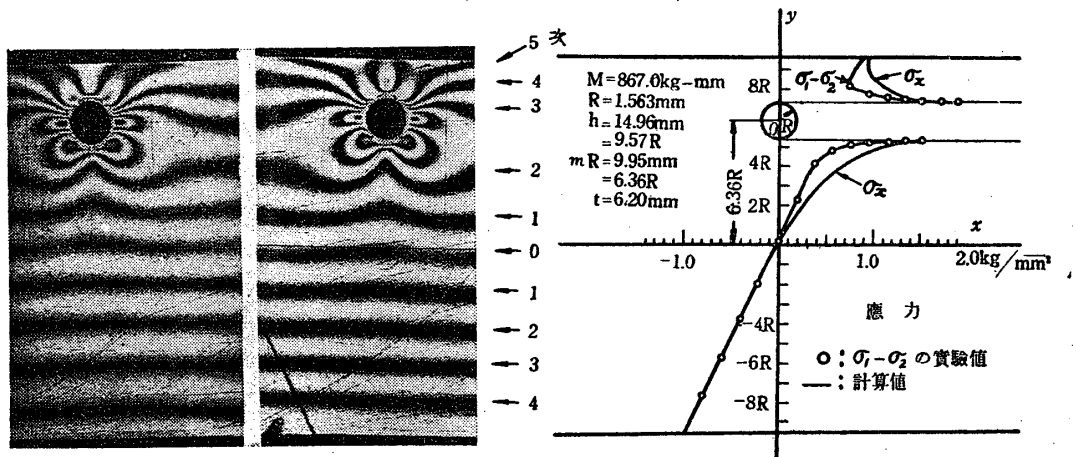 5 次
4
3
2
1
0
1
2
3
4
y
M = 867.0kg-mm
R = 1.563mm
h = 14.96mm
= 9.57 R
mR = 9.95mm
= 6.36R
t = 6.20mm
σ₁-σ₂
σx
8R
R
6.36R
4R
σx
2R
x
-1.0
1.0
2.0kg/mm²
應 力
-4R
-6R
-8R
o : σ₁-σ₂ の實驗値
— : 計算値